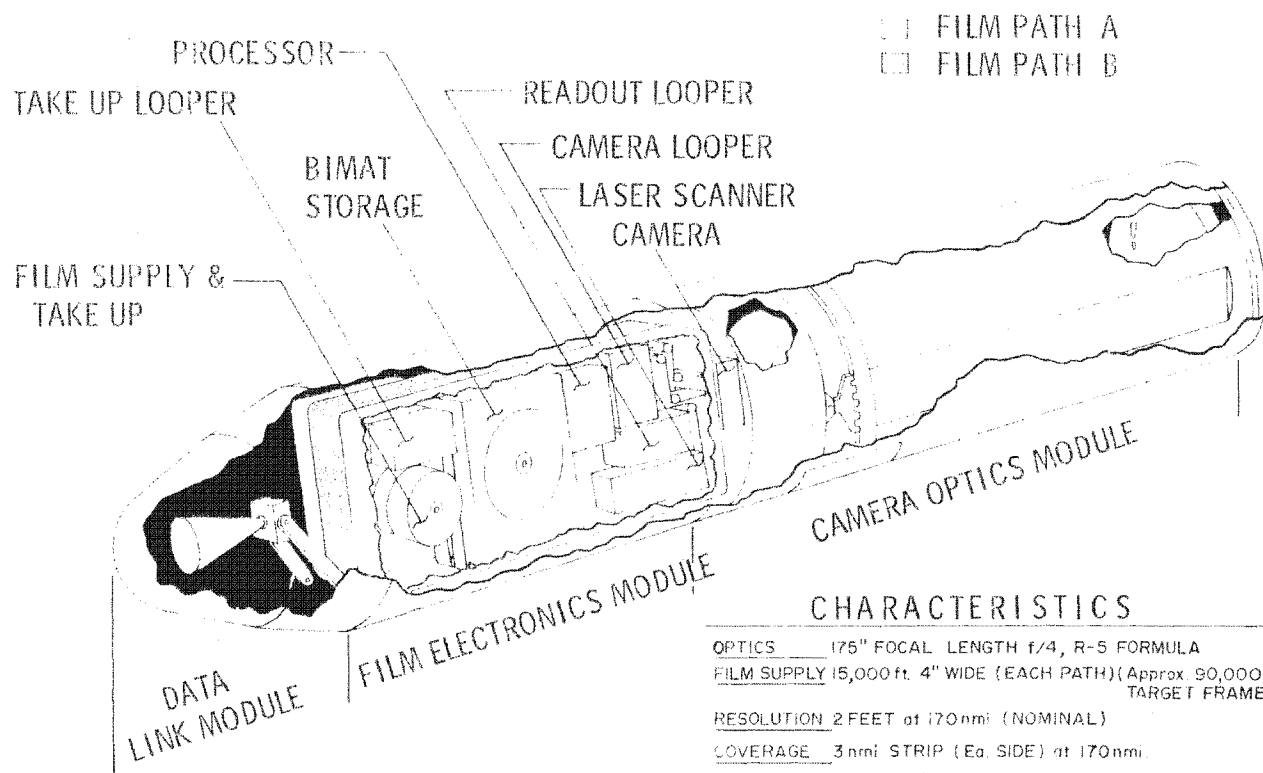 FILM PATH A
FILM PATH B
PROCESSOR
TAKE UP LOOPER
READOUT LOOPER
CAMERA LOOPER
BIMAT
STORAGE
LASER SCANNER
CAMERA
FILM SUPPLY &
TAKE UP
CAMERA OPTICS MODULE
FILM ELECTRONICS MODULE
DATA
LINK MODULE
CHARACTERISTICS
OPTICS 175" FOCAL LENGTH f/4, R-5 FORMULA
FILM SUPPLY 15,000 ft. 4" WIDE (EACH PATH)(Approx. 90,000
TARGET FRAME
RESOLUTION 2 FEET at 170 nmi (NOMINAL)
COVERAGE 3 nmi STRIP (Ea. SIDE) at 170 nmi.